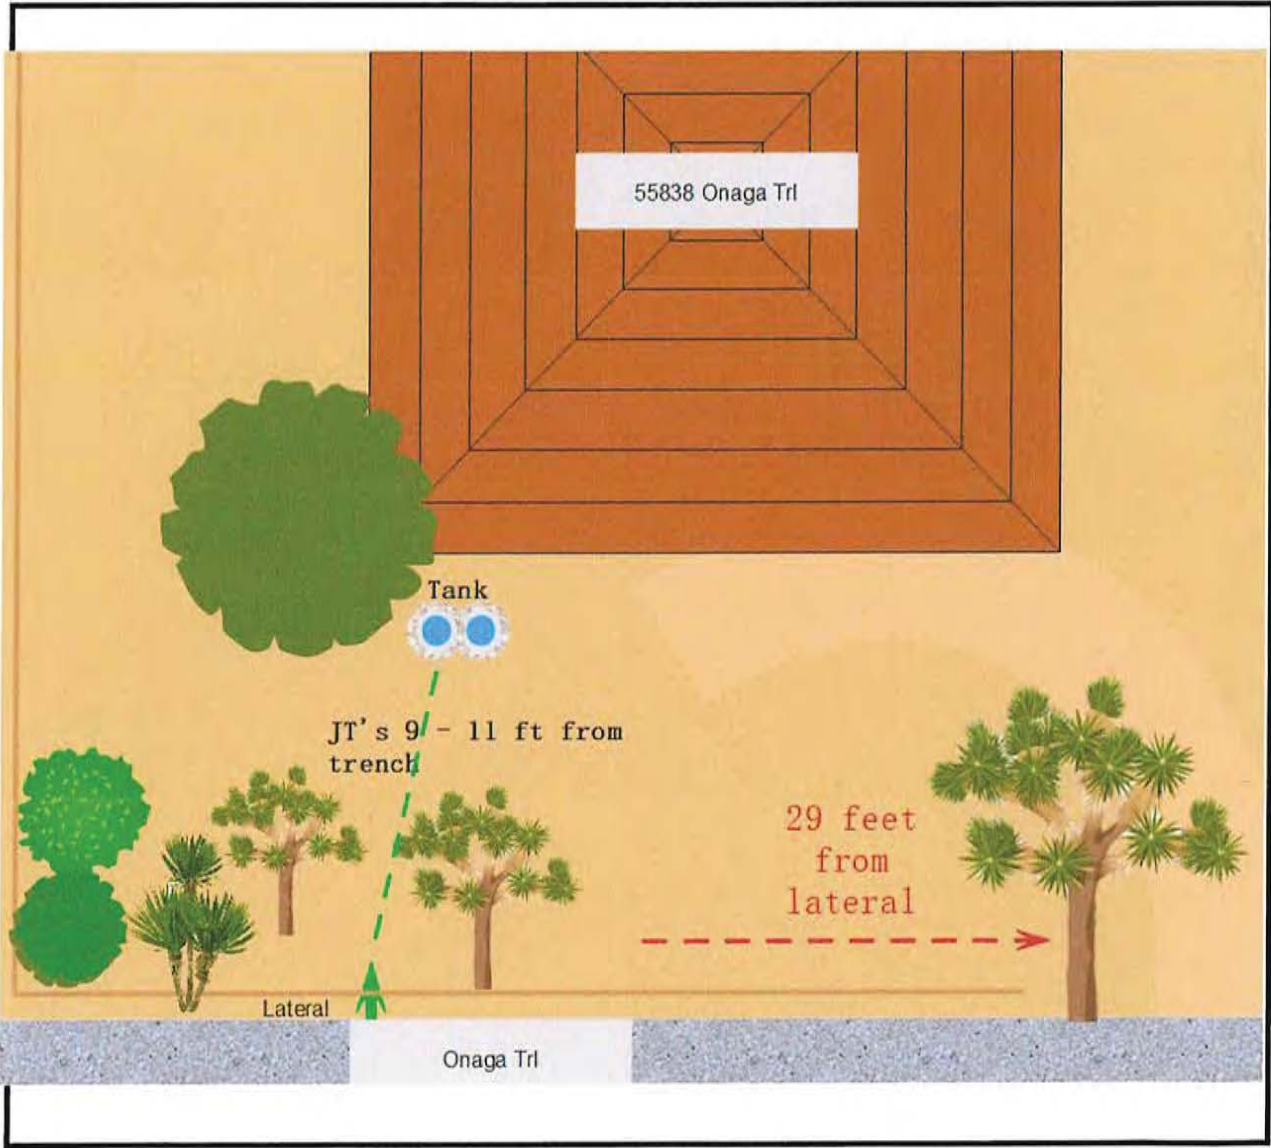 55838 Onaga Trl
Tank
JT's 9 - 11 ft from
trench
29 feet
from
lateral
Lateral
Onaga Trl